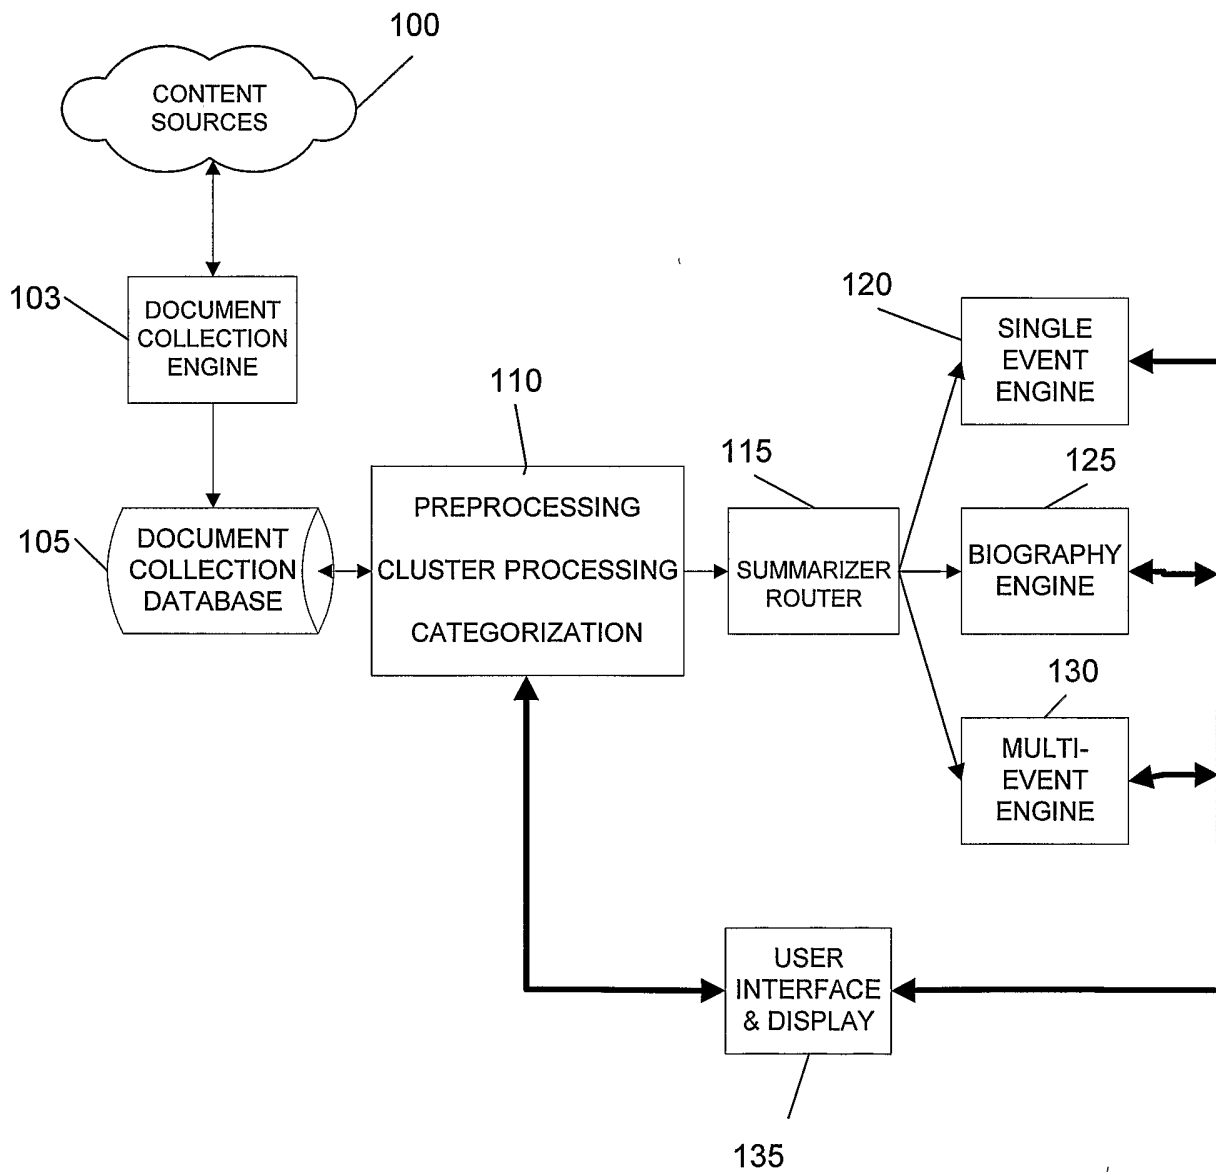 100
CONTENT
SOURCES
103
DOCUMENT
COLLECTION
ENGINE
105
DOCUMENT
COLLECTION
DATABASE
110
PREPROCESSING
CLUSTER PROCESSING
CATEGORIZATION
115
SUMMARIZER
ROUTER
120
SINGLE
EVENT
ENGINE
125
BIOGRAPHY
ENGINE
130
MULTI-
EVENT
ENGINE
USER
INTERFACE
& DISPLAY
135